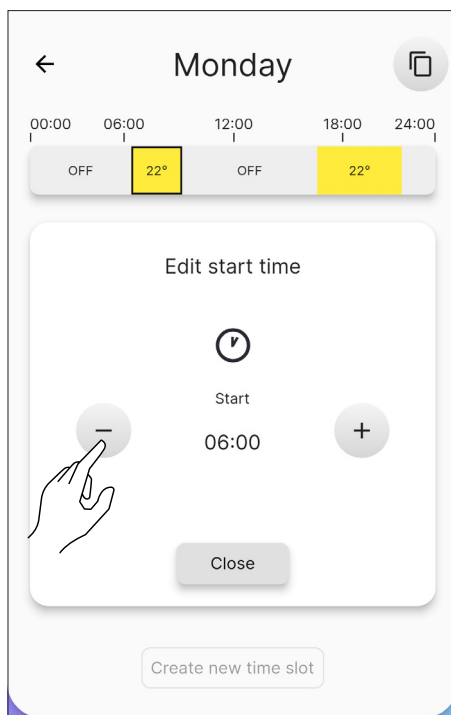 Monday
00:00 06:00 12:00 18:00 24:00
OFF 22° OFF 22°
Edit start time
Start
− 06:00 +
Close
Create new time slot